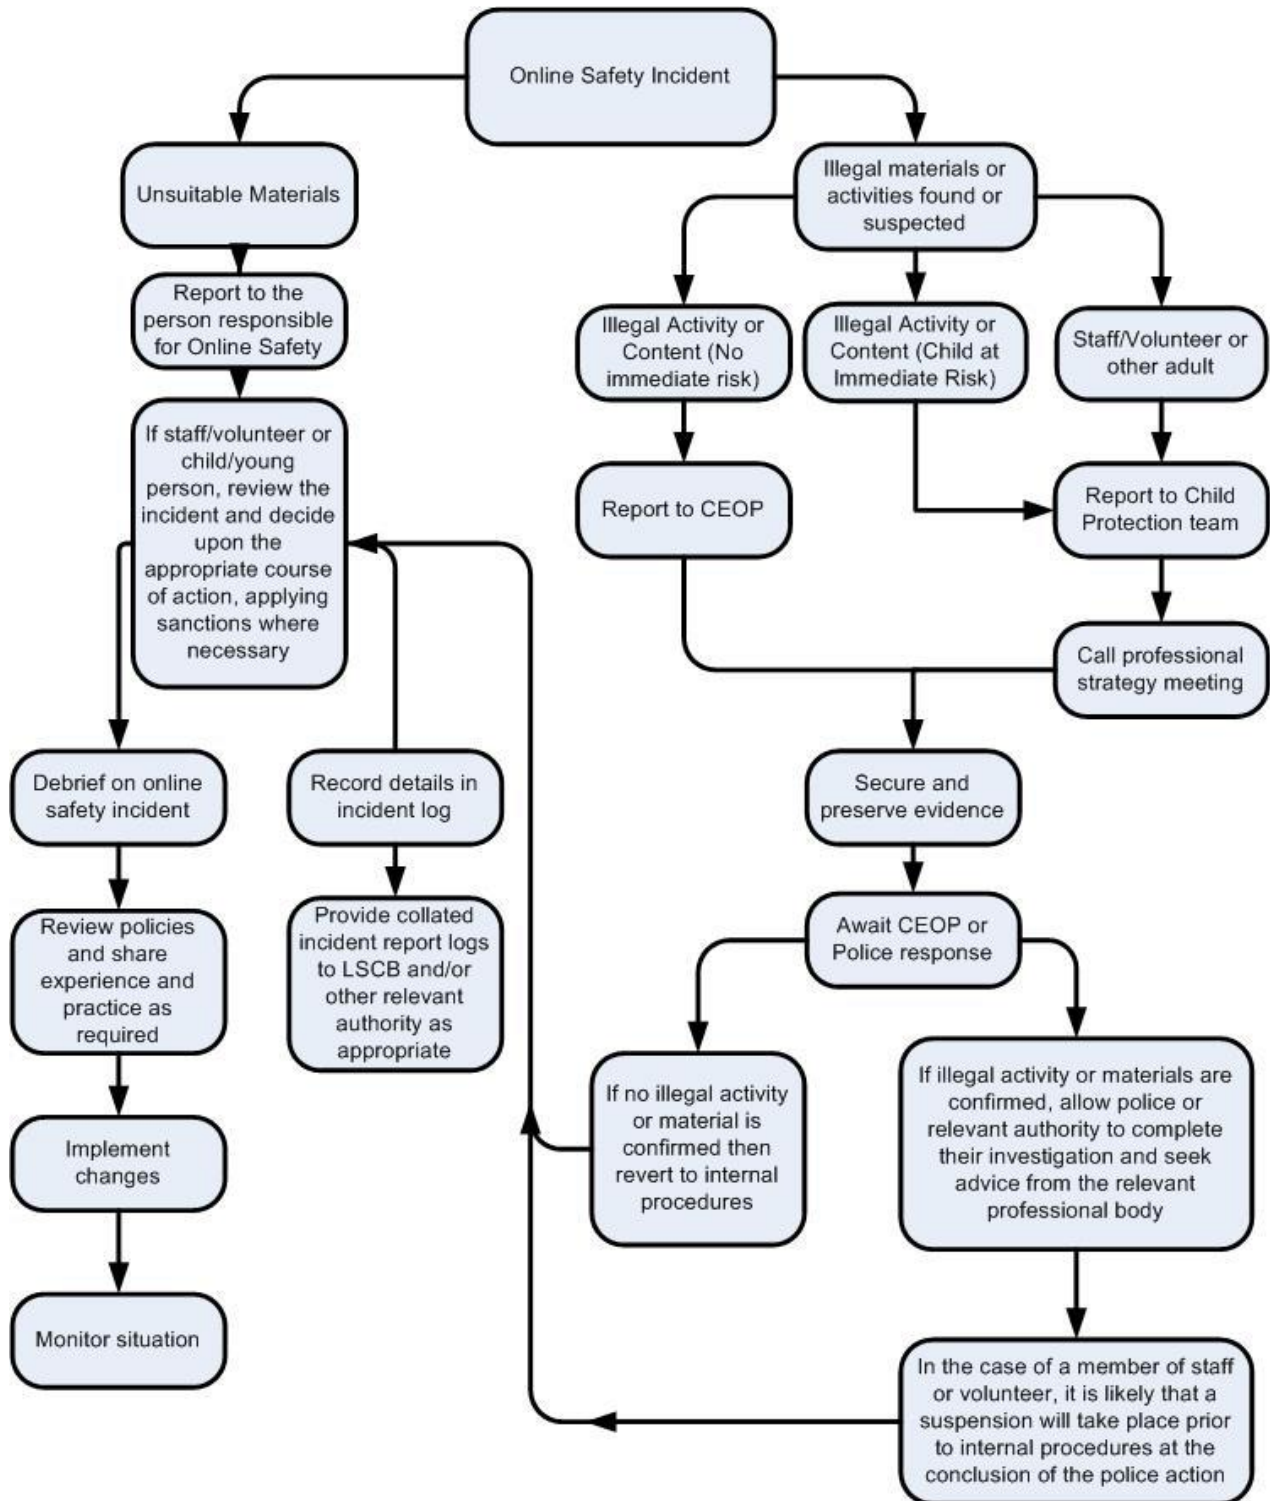 Online Safety Incident
Unsuitable Materials
Report to the
person responsible
for Online Safety
If staff/volunteer or
child/young
person, review the
incident and decide
upon the
appropriate course
of action, applying
sanctions where
necessary
Debrief on online
safety incident
Review policies
and share
experience and
practice as
required
Implement
changes
Monitor situation
Record details in
incident log
Provide collated
incident report logs
to LSCB and/or
other relevant
authority as
appropriate
Illegal materials or
activities found or
suspected
Illegal Activity or
Content (No
immediate risk)
Illegal Activity or
Content (Child at
Immediate Risk)
Staff/Volunteer or
other adult
Report to CEOP
Report to Child
Protection team
Call professional
strategy meeting
Secure and
preserve evidence
Await CEOP or
Police response
If no illegal activity
or material is
confirmed then
revert to internal
procedures
If illegal activity or materials are
confirmed, allow police or
relevant authority to complete
their investigation and seek
advice from the relevant
professional body
In the case of a member of staff
or volunteer, it is likely that a
suspension will take place prior
to internal procedures at the
conclusion of the police action